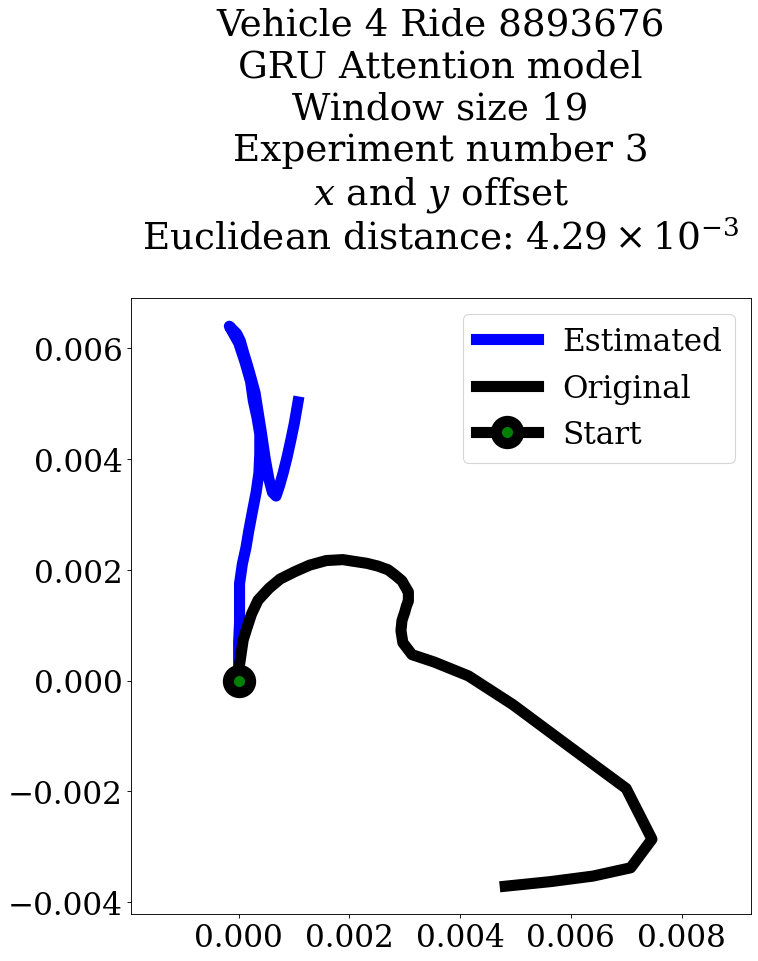 Vehicle 4 Ride 8893676
GRU Attention model
Window size 19
Experiment number 3
x and y offset
Euclidean distance: 4.29 × 10⁻³
Estimated
Original
Start
0.006
0.004
0.002
0.000
−0.002
−0.004
0.000 0.002 0.004 0.006 0.008